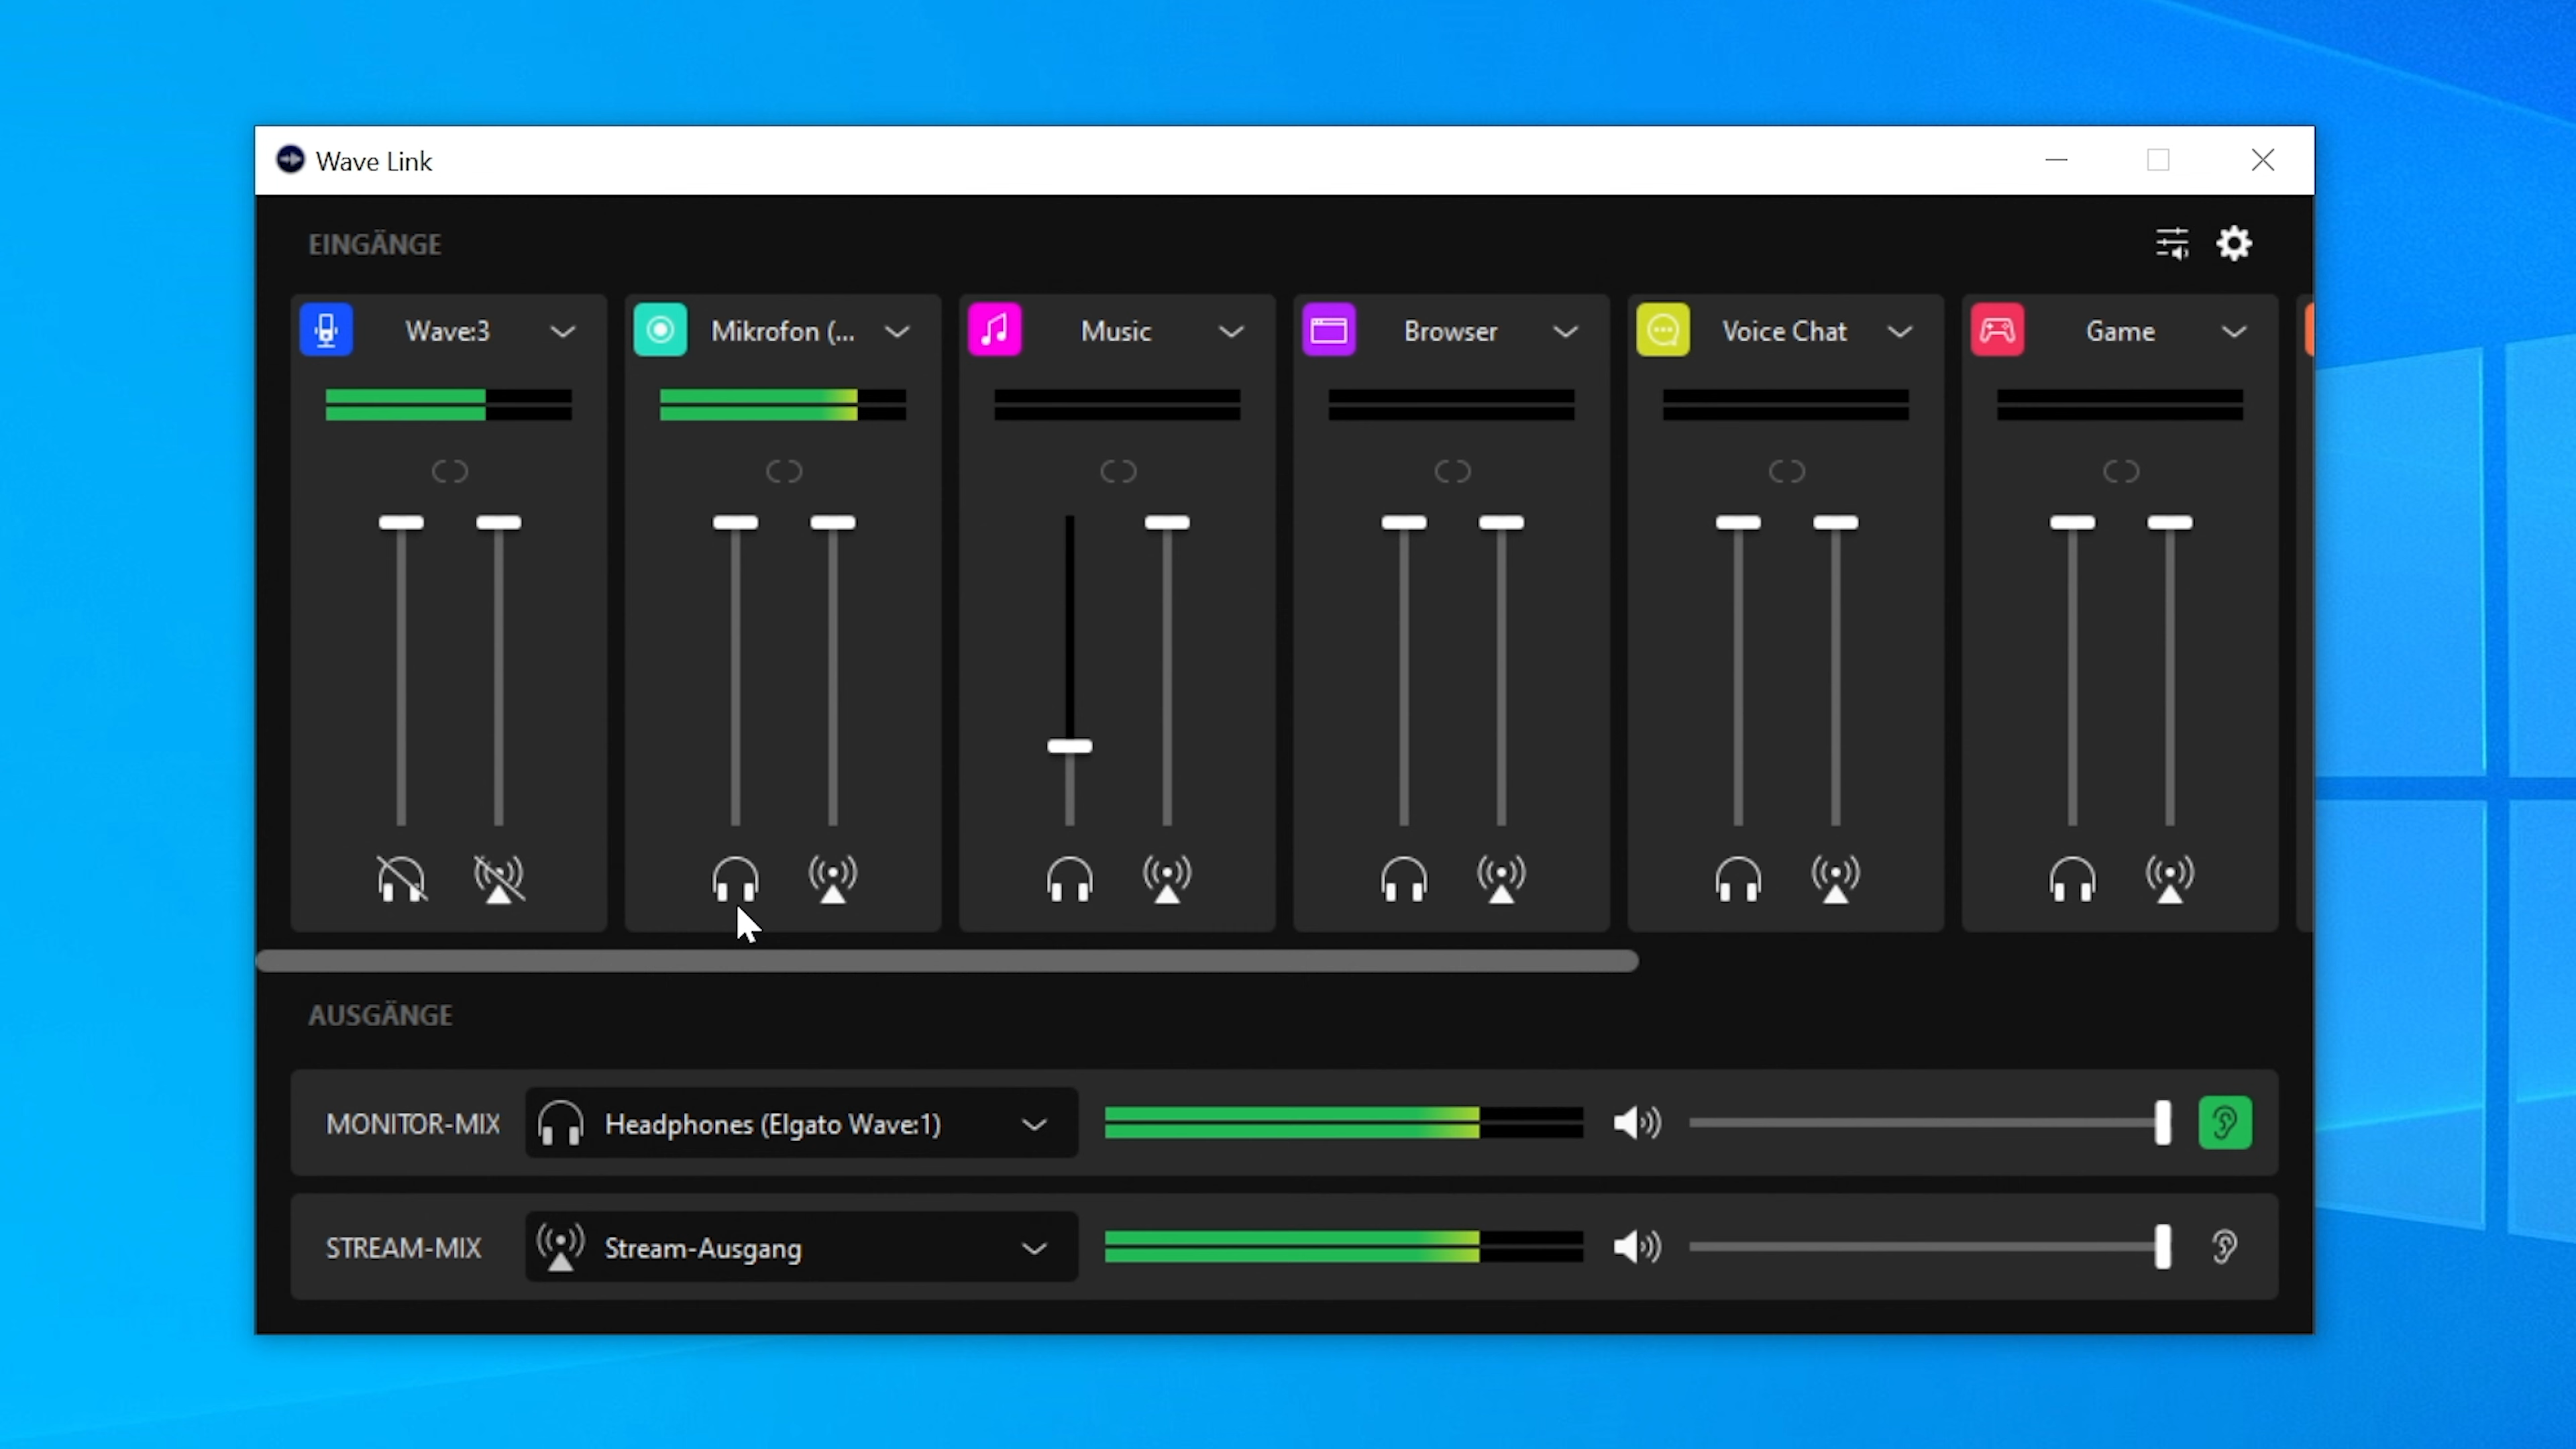 Wave Link
EINGÄNGE
Wave:3
Mikrofon (...
Music
Browser
Voice Chat
Game
AUSGÄNGE
MONITOR-MIX
Headphones (Elgato Wave:1)
STREAM-MIX
Stream-Ausgang